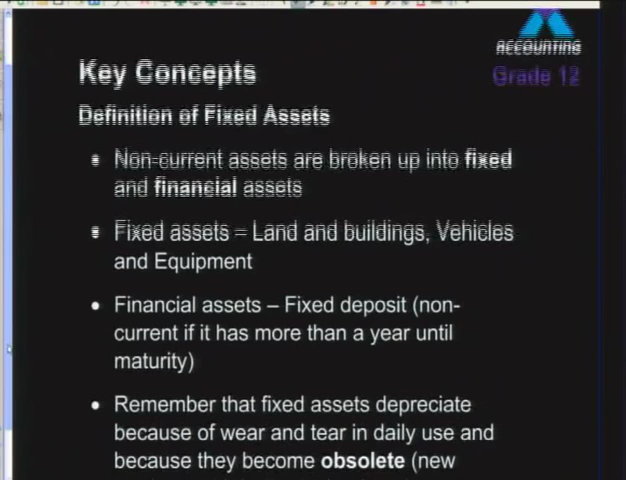 ACCOUNTING
Grade 12
Key Concepts
Definition of Fixed Assets
• Non-current assets are broken up into fixed
and financial assets
• Fixed assets = Land and buildings, Vehicles
and Equipment
• Financial assets – Fixed deposit (non-
current if it has more than a year until
maturity)
• Remember that fixed assets depreciate
because of wear and tear in daily use and
because they become obsolete (new